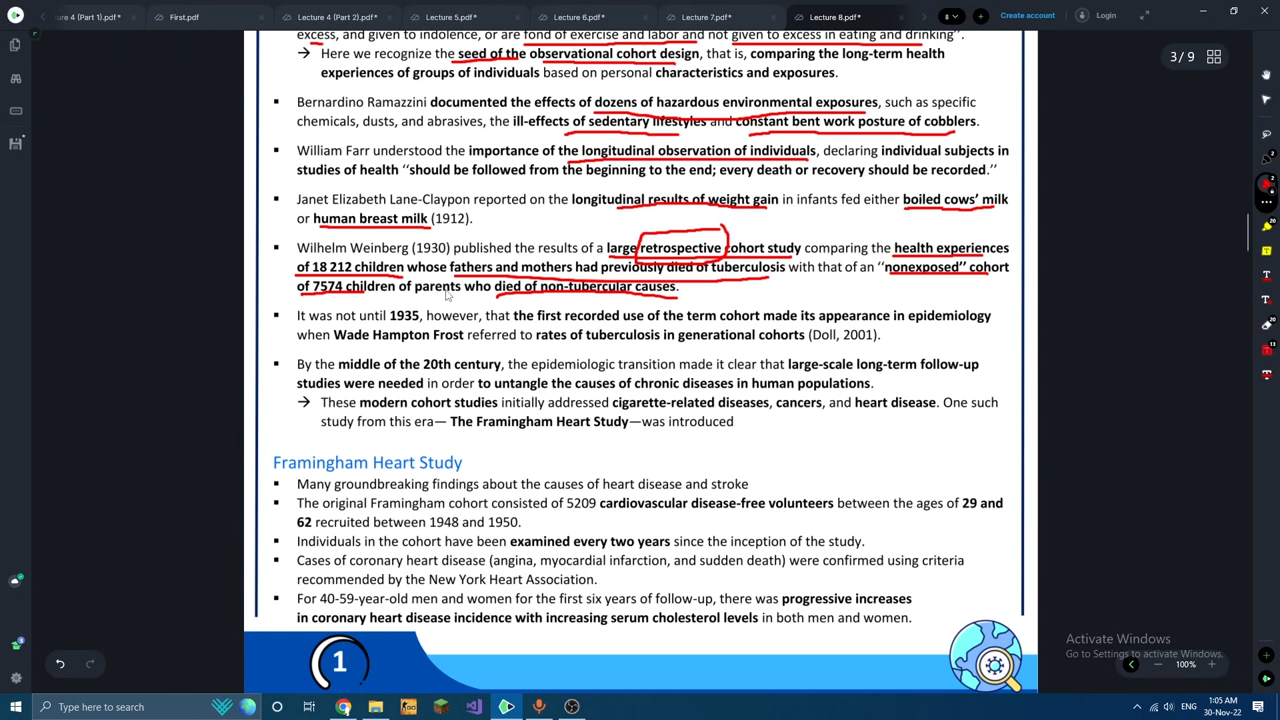 e 4 (Part 1).pdf*
First.pdf
Lecture 4 (Part 2).pdf*
Lecture 5.pdf*
Lecture 6.pdf*
Lecture 7.pdf*
Lecture 8.pdf*
8
Create account
Login
3 / 9
excess, and given to indolence, or are fond of exercise and labor and not given to excess in eating and drinking".
→ Here we recognize the seed of the observational cohort design, that is, comparing the long-term health
experiences of groups of individuals based on personal characteristics and exposures.
▪ Bernardino Ramazzini documented the effects of dozens of hazardous environmental exposures, such as specific
chemicals, dusts, and abrasives, the ill-effects of sedentary lifestyles and constant bent work posture of cobblers.
▪ William Farr understood the importance of the longitudinal observation of individuals, declaring individual subjects in
studies of health ‘‘should be followed from the beginning to the end; every death or recovery should be recorded.’’
▪ Janet Elizabeth Lane-Claypon reported on the longitudinal results of weight gain in infants fed either boiled cows’ milk
or human breast milk (1912).
▪ Wilhelm Weinberg (1930) published the results of a large retrospective cohort study comparing the health experiences
of 18 212 children whose fathers and mothers had previously died of tuberculosis with that of an ‘‘nonexposed’’ cohort
of 7574 children of parents who died of non-tubercular causes.
▪ It was not until 1935, however, that the first recorded use of the term cohort made its appearance in epidemiology
when Wade Hampton Frost referred to rates of tuberculosis in generational cohorts (Doll, 2001).
▪ By the middle of the 20th century, the epidemiologic transition made it clear that large-scale long-term follow-up
studies were needed in order to untangle the causes of chronic diseases in human populations.
→ These modern cohort studies initially addressed cigarette-related diseases, cancers, and heart disease. One such
study from this era— The Framingham Heart Study—was introduced
Framingham Heart Study
▪ Many groundbreaking findings about the causes of heart disease and stroke
▪ The original Framingham cohort consisted of 5209 cardiovascular disease-free volunteers between the ages of 29 and
62 recruited between 1948 and 1950.
▪ Individuals in the cohort have been examined every two years since the inception of the study.
▪ Cases of coronary heart disease (angina, myocardial infarction, and sudden death) were confirmed using criteria
recommended by the New York Heart Association.
▪ For 40-59-year-old men and women for the first six years of follow-up, there was progressive increases
in coronary heart disease incidence with increasing serum cholesterol levels in both men and women.
1
Activate Windows
Go to Settings to activate Windows.
100%
Type here to search
1:05 AM
30-Nov-22